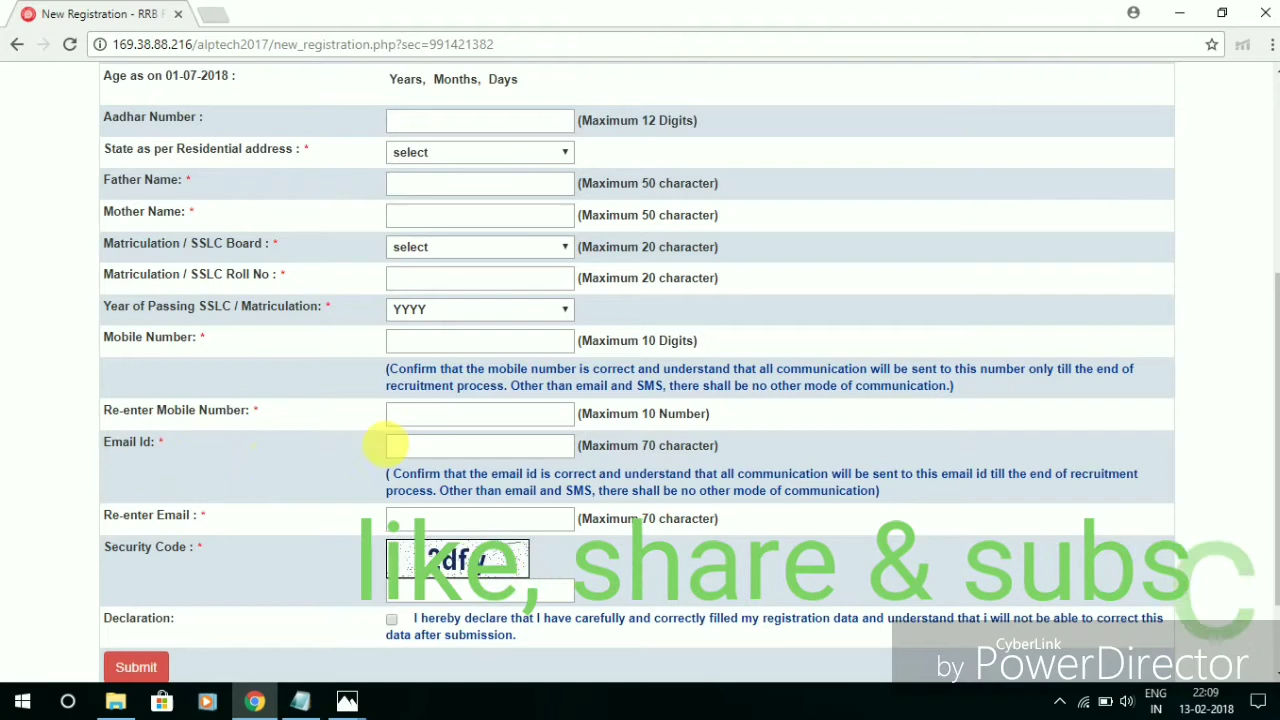 New Registration - RRB
169.38.88.216/alptech2017/new_registration.php?sec=991421382
Age as on 01-07-2018 :
Years, Months, Days
Aadhar Number :
(Maximum 12 Digits)
State as per Residential address : *
select
Father Name: *
(Maximum 50 character)
Mother Name: *
(Maximum 50 character)
Matriculation / SSLC Board : *
select
(Maximum 20 character)
Matriculation / SSLC Roll No : *
(Maximum 20 character)
Year of Passing SSLC / Matriculation: *
YYYY
Mobile Number: *
(Maximum 10 Digits)
(Confirm that the mobile number is correct and understand that all communication will be sent to this number only till the end of
recruitment process. Other than email and SMS, there shall be no other mode of communication.)
Re-enter Mobile Number: *
(Maximum 10 Number)
Email Id: *
(Maximum 70 character)
( Confirm that the email id is correct and understand that all communication will be sent to this email id till the end of recruitment
process. Other than email and SMS, there shall be no other mode of communication)
Re-enter Email : *
(Maximum 70 character)
Security Code : *
like, share & subsc
Declaration:
I hereby declare that I have carefully and correctly filled my registration data and understand that i will not be able to correct this
data after submission.
Submit
CyberLink
by PowerDirector
ENG
IN
22:09
13-02-2018